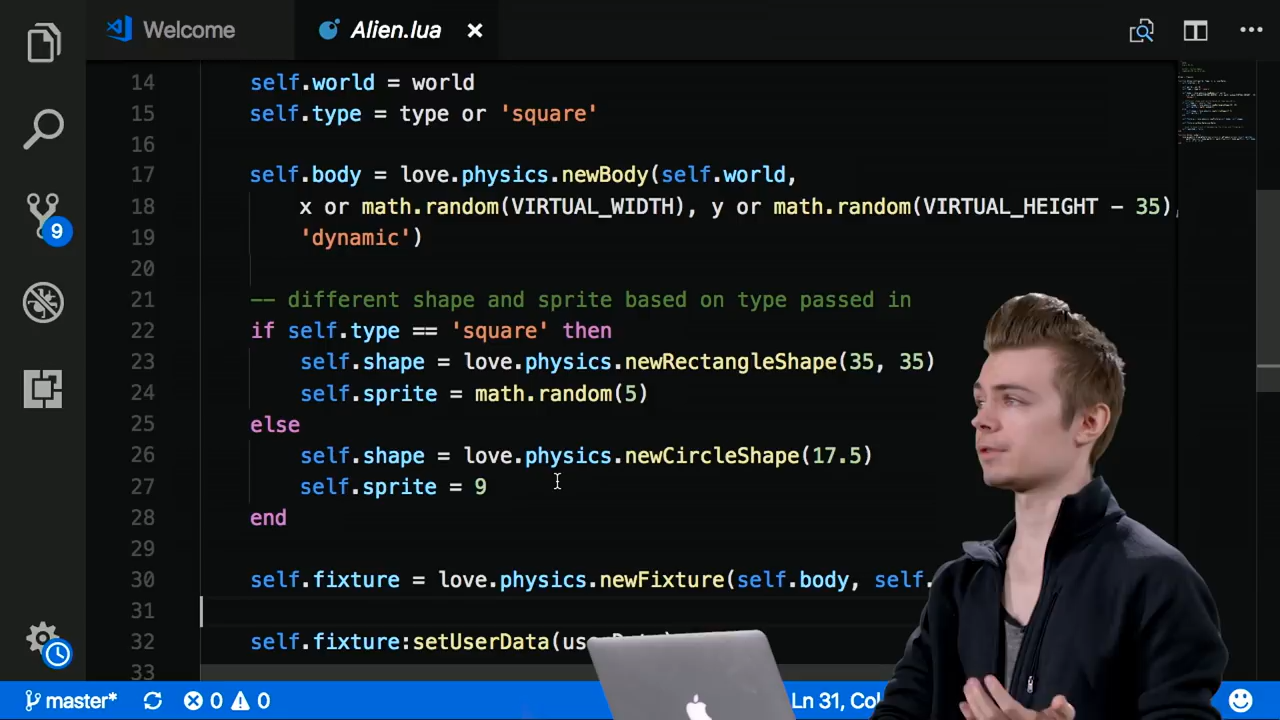 Welcome
Alien.lua
14 self.world = world
15 self.type = type or 'square'
16
17 self.body = love.physics.newBody(self.world,
18 x or math.random(VIRTUAL_WIDTH), y or math.random(VIRTUAL_HEIGHT - 35),
19 'dynamic')
20
21 -- different shape and sprite based on type passed in
22 if self.type == 'square' then
23 self.shape = love.physics.newRectangleShape(35, 35)
24 self.sprite = math.random(5)
25 else
26 self.shape = love.physics.newCircleShape(17.5)
27 self.sprite = 9
28 end
29
30 self.fixture = love.physics.newFixture(self.body, self.
31
32 self.fixture:setUserData(
33
9
master* 0 0 Ln 31,